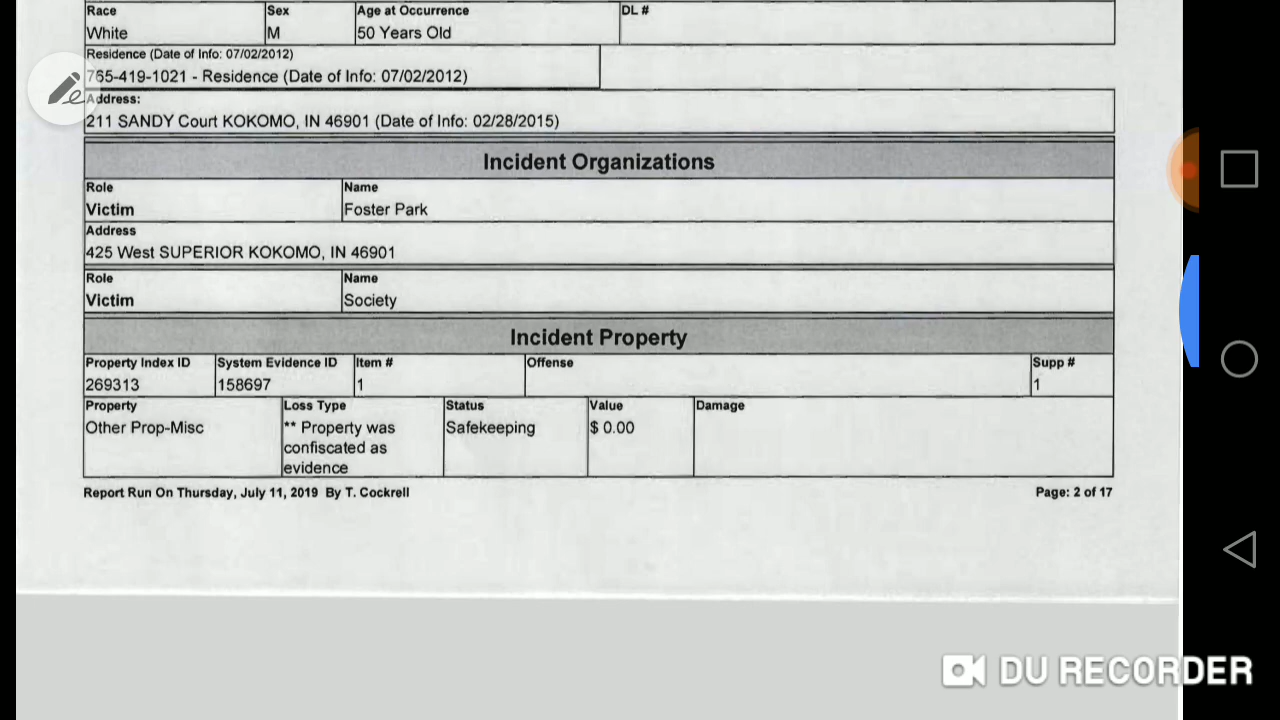 Race Sex Age at Occurrence DL #
White M 50 Years Old
Residence (Date of Info: 07/02/2012)
765-419-1021 - Residence (Date of Info: 07/02/2012)
Address:
211 SANDY Court KOKOMO, IN 46901 (Date of Info: 02/28/2015)
Incident Organizations
Role Name
Victim Foster Park
Address
425 West SUPERIOR KOKOMO, IN 46901
Role Name
Victim Society
Incident Property
Property Index ID System Evidence ID Item # Offense Supp #
269313 158697 1 1
Property Loss Type Status Value Damage
Other Prop-Misc ** Property was Safekeeping $ 0.00
confiscated as
evidence
Report Run On Thursday, July 11, 2019 By T. Cockrell Page: 2 of 17
DU RECORDER